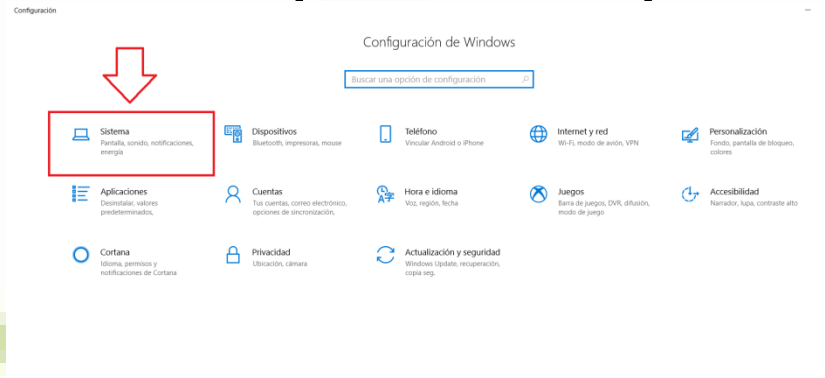 Configuración
Configuración de Windows
Buscar una opción de configuración
Sistema
Pantalla, sonido, notificaciones,
energía
Dispositivos
Bluetooth, impresoras, mouse
Teléfono
Vincular Android o iPhone
Internet y red
Wi-Fi, modo de avión, VPN
Personalización
Fondo, pantalla de bloqueo,
colores
Aplicaciones
Desinstalar, valores
predeterminados,
Cuentas
Tus cuentas, correo electrónico,
opciones de sincronización,
Hora e idioma
Voz, región, fecha
Juegos
Barra de juegos, DVR, difusión,
modo de juego
Accesibilidad
Narrador, lupa, contraste alto
Cortana
Idioma, permisos y
notificaciones de Cortana
Privacidad
Ubicación, cámara
Actualización y seguridad
Windows Update, recuperación,
copia seg.